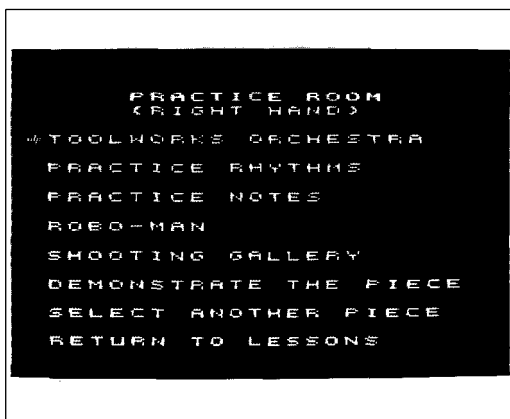 PRACTICE ROOM
(RIGHT HAND)
TOOLWORKS ORCHESTRA
PRACTICE RHYTHMS
PRACTICE NOTES
ROBO-MAN
SHOOTING GALLERY
DEMONSTRATE THE PIECE
SELECT ANOTHER PIECE
RETURN TO LESSONS